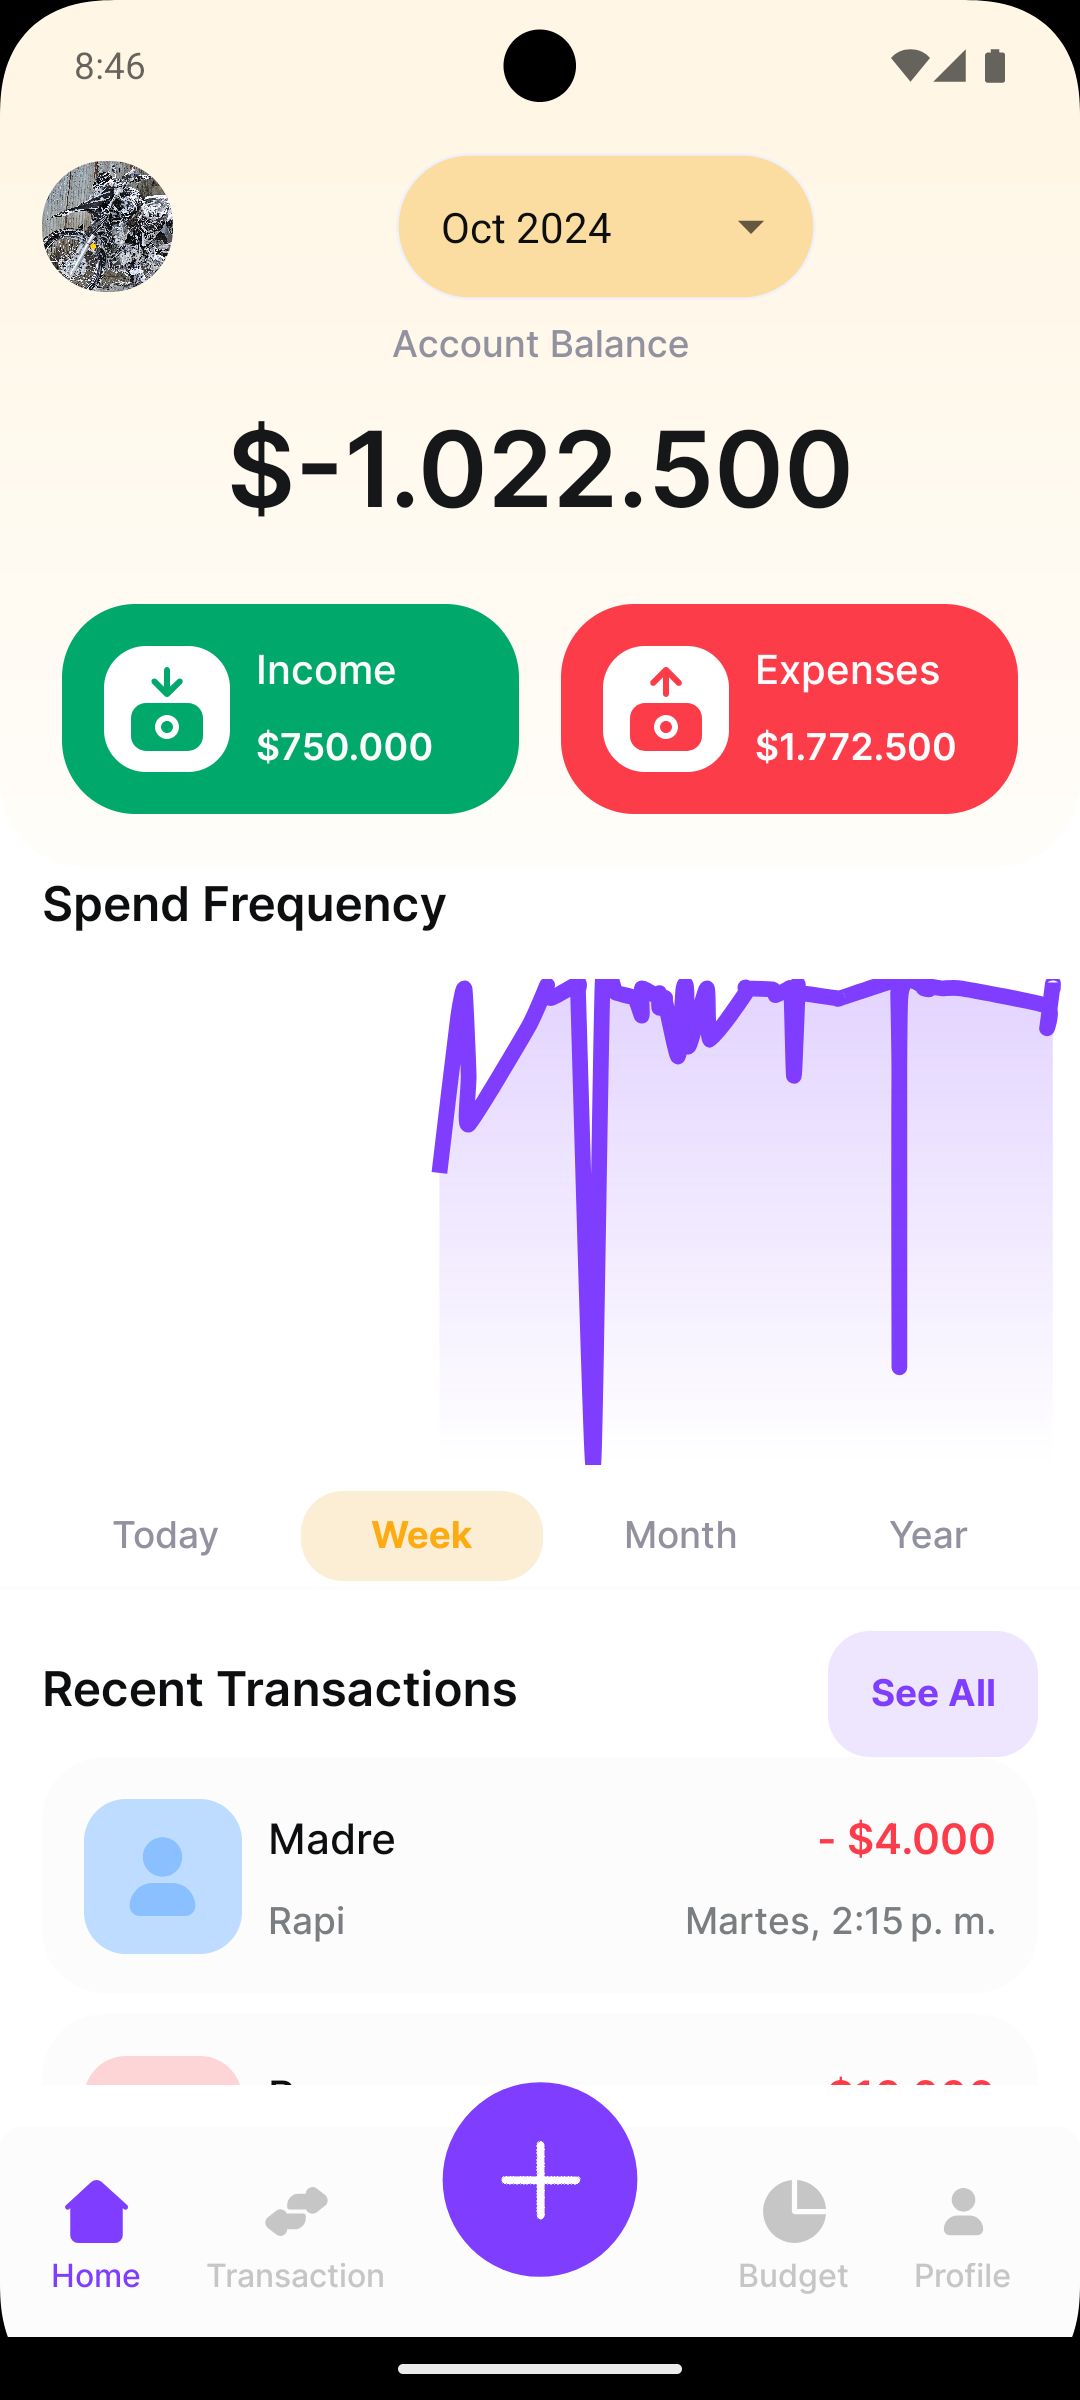 8:46
Oct 2024
Account Balance
$-1.022.500
Income
$750.000
Expenses
$1.772.500
Spend Frequency
Today
Week
Month
Year
Recent Transactions
See All
Madre
- $4.000
Rapi
Martes, 2:15 p. m.
Home
Transaction
Budget
Profile